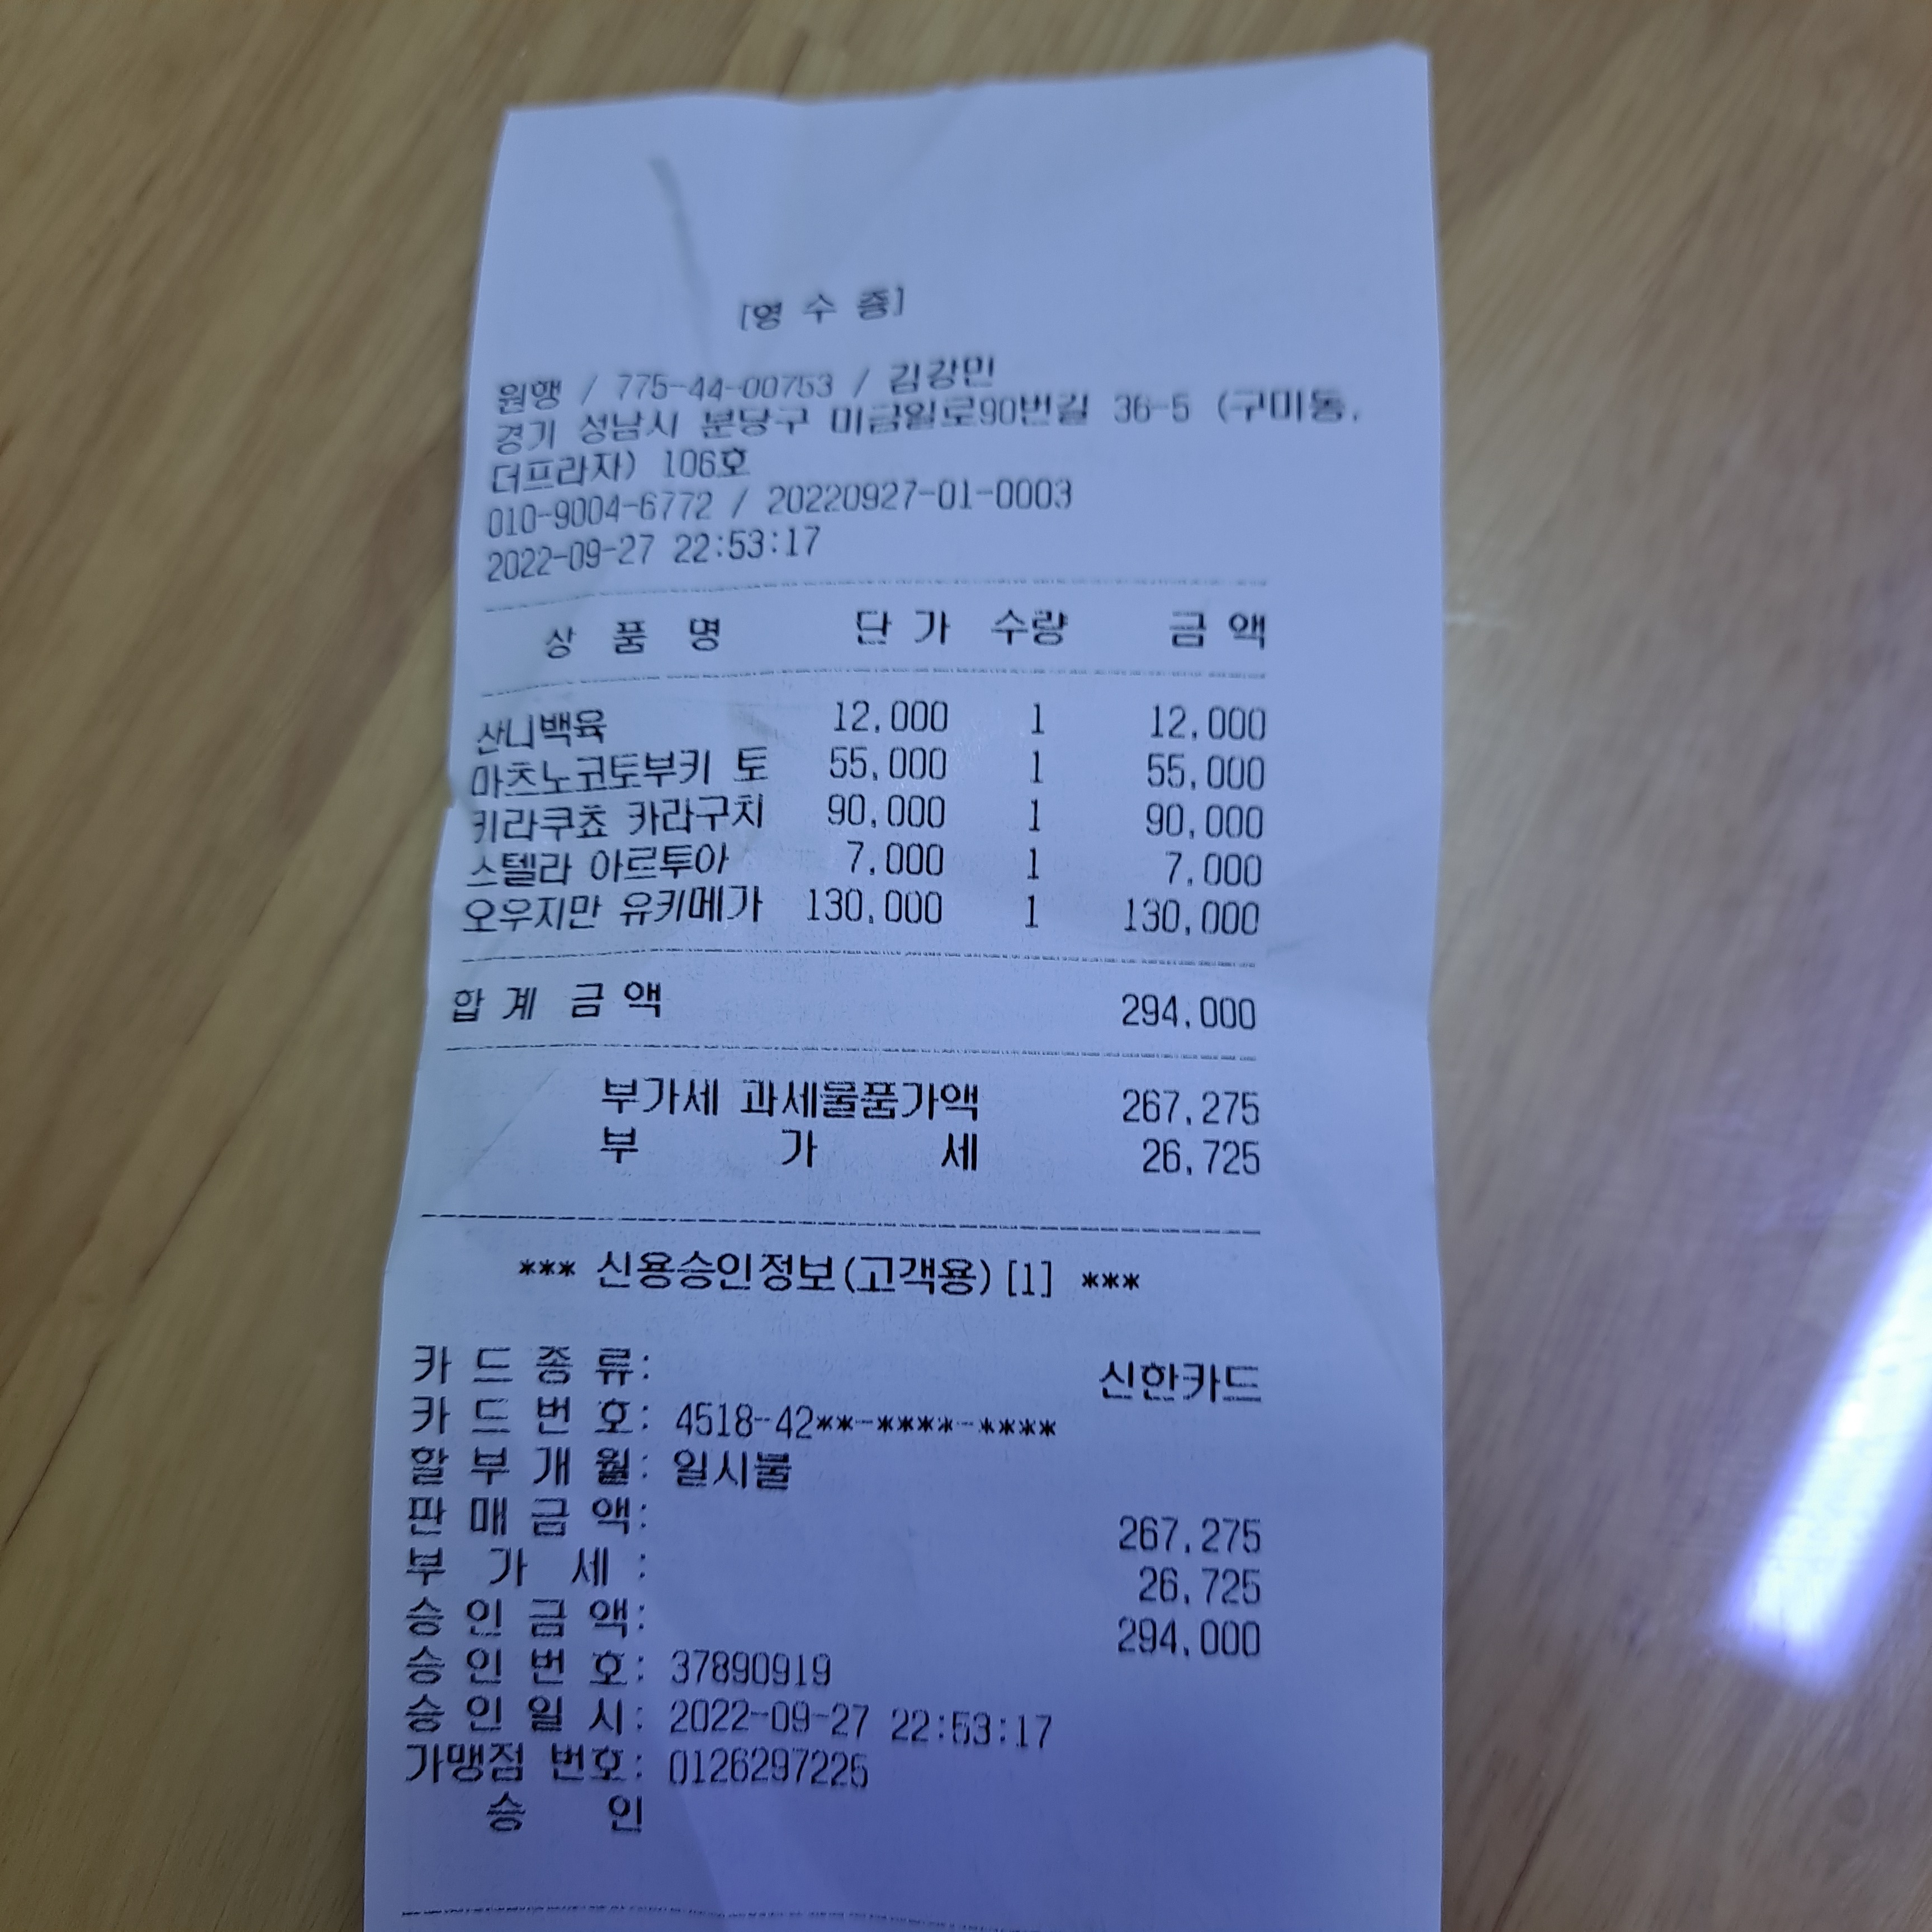 [영 수 증]
원행 / 775-44-00753 / 김강민
경기 성남시 분당구 미금일로90번길 36-5 (구미동,
더프라자) 106호
010-9004-6772 / 20220927-01-0003
2022-09-27 22:53:17
상 품 명 단 가 수량 금 액
산니백육 12,000 1 12,000
마츠노코토부키 토 55,000 1 55,000
키라쿠쵸 카라구치 90,000 1 90,000
스텔라 아르투아 7,000 1 7,000
오우지만 유키메가 130,000 1 130,000
합 계 금 액 294,000
부가세 과세물품가액 267,275
부 가 세 26,725
*** 신용승인정보(고객용) [1] ***
카 드 종 류: 신한카드
카 드 번 호: 4518-42**-****-****
할 부 개 월: 일시불
판 매 금 액: 267,275
부 가 세 : 26,725
승 인 금 액: 294,000
승 인 번 호: 37890919
승 인 일 시: 2022-09-27 22:53:17
가맹점 번호: 0126297225
승 인